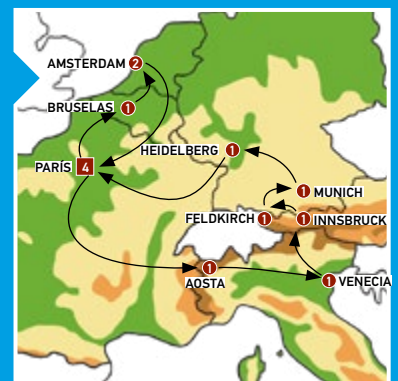 AMSTERDAM 2
BRUSELAS 1
HEIDELBERG 1
PARÍS 4
1 MUNICH
FELDKIRCH 1 1 INNSBRUCK
1
AOSTA
1 VENECIA